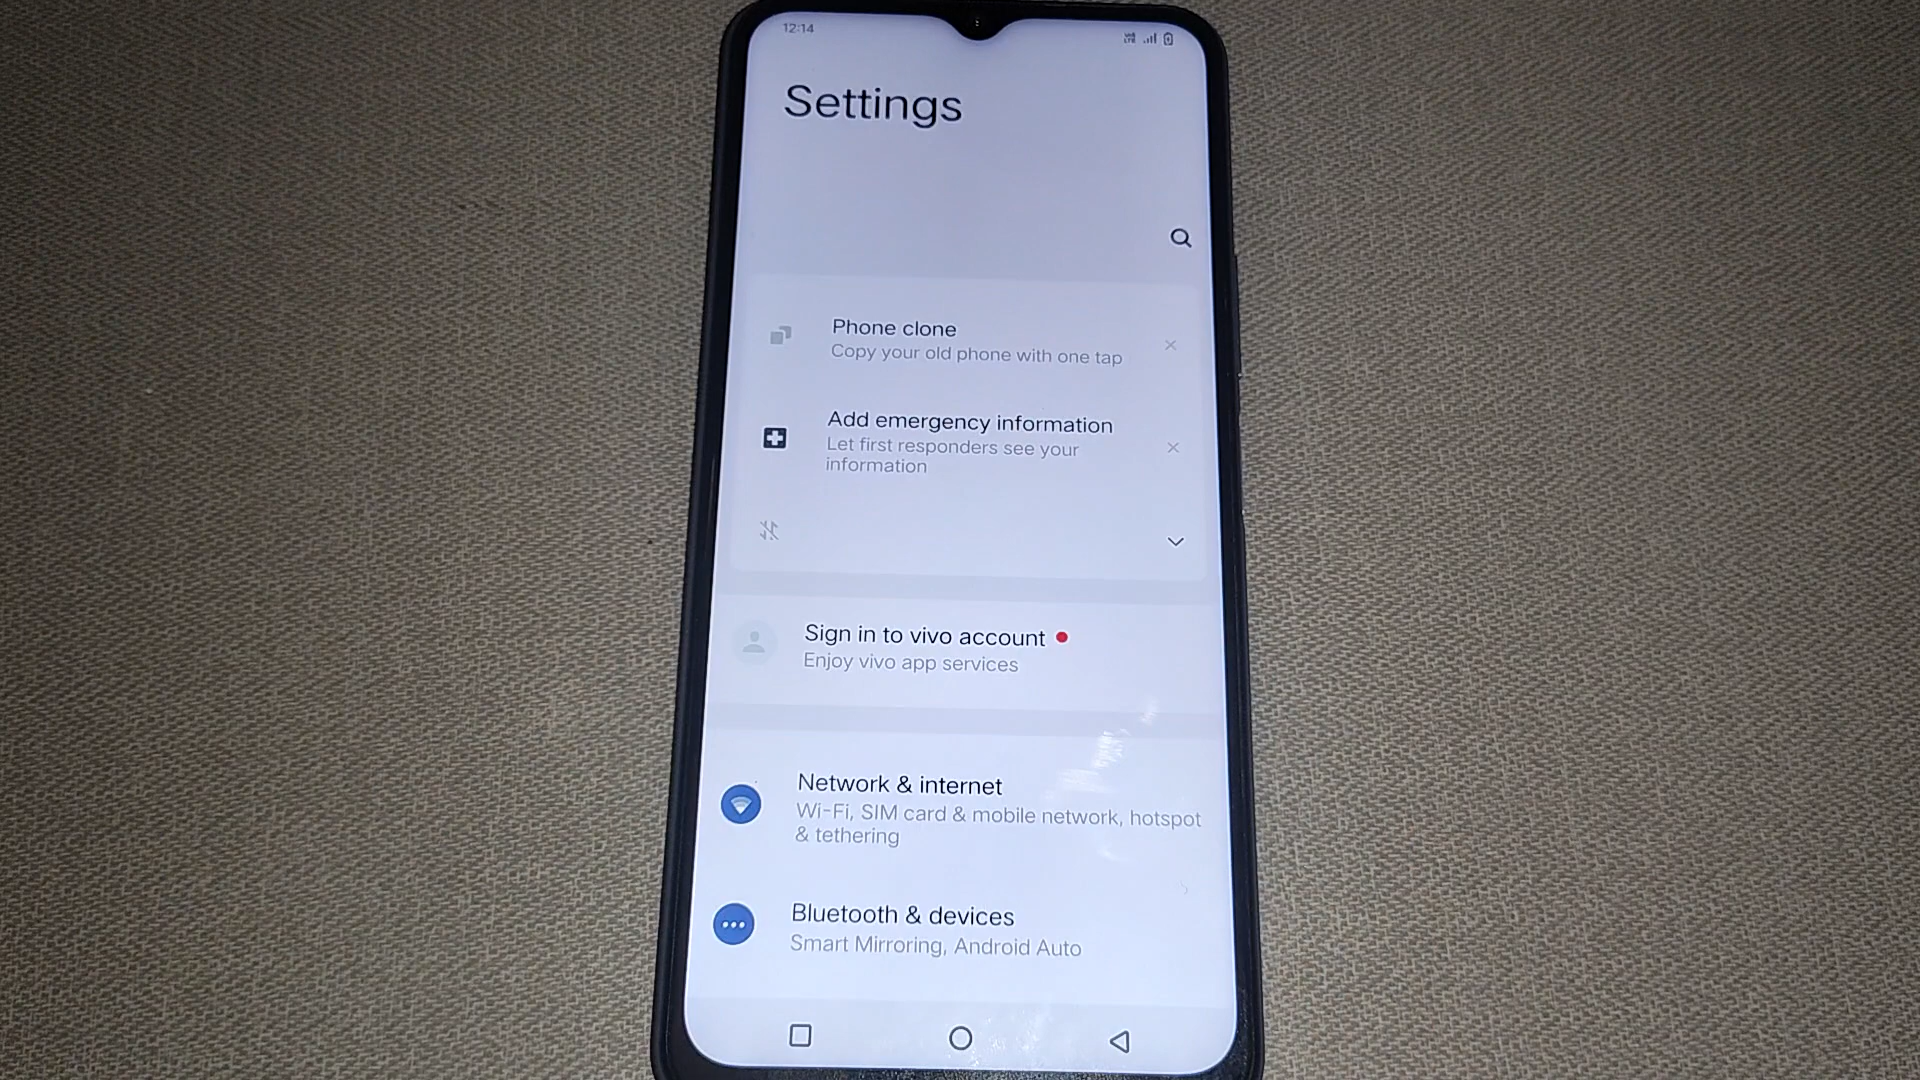 12:14
Settings
Phone clone
Copy your old phone with one tap
Add emergency information
Let first responders see your
information
Sign in to vivo account
Enjoy vivo app services
Network & internet
Wi-Fi, SIM card & mobile network, hotspot
& tethering
Bluetooth & devices
Smart Mirroring, Android Auto